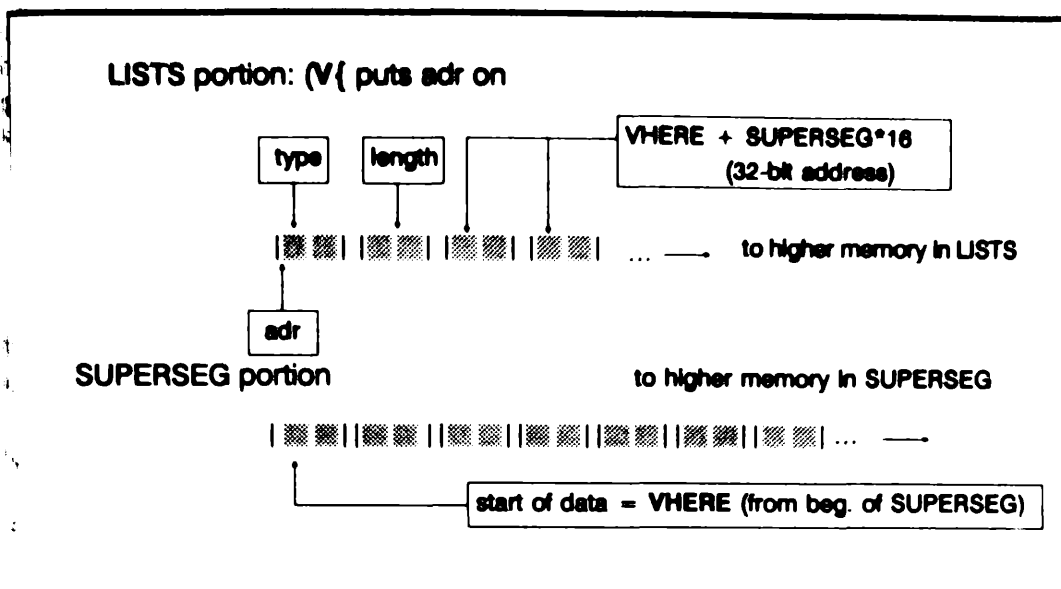 LISTS portion: (V{ puts adr on
type
length
VHERE + SUPERSEG*16
(32-bit address)
... to higher memory in LISTS
adr
SUPERSEG portion
to higher memory in SUPERSEG
...
start of data = VHERE (from beg. of SUPERSEG)